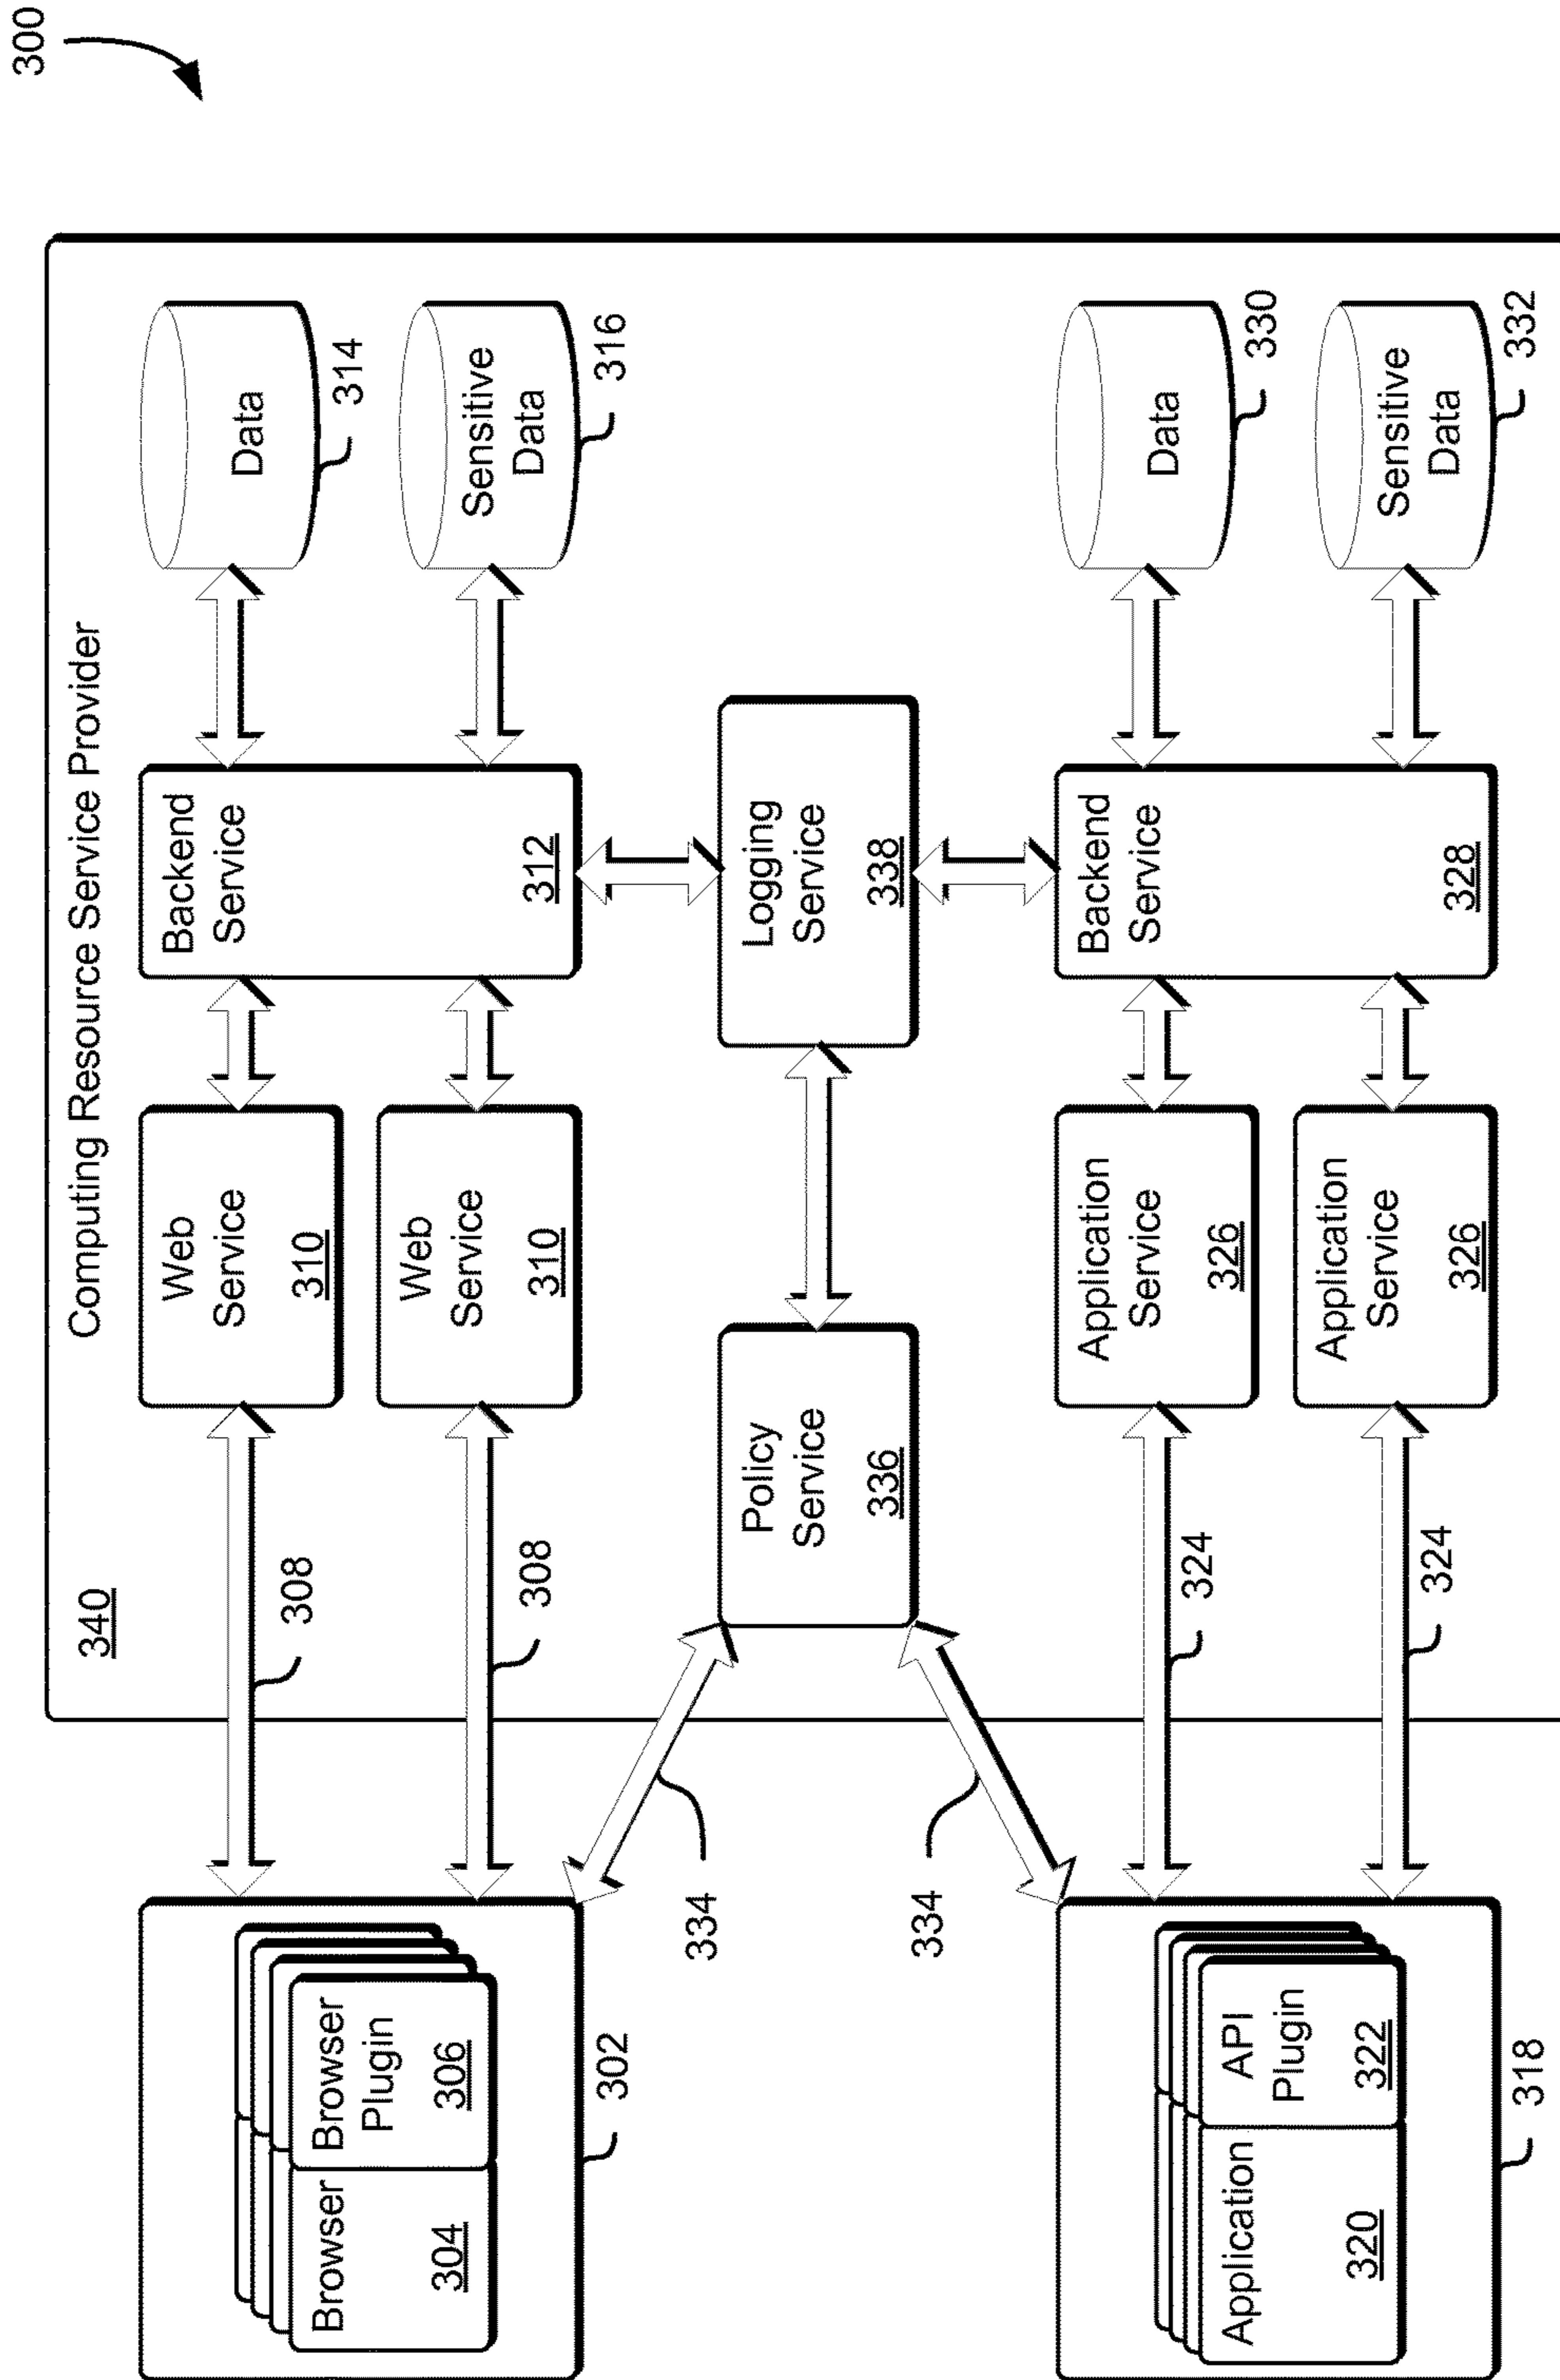 300
Computing Resource Service Provider
340
Browser
304
Browser
Plugin
306
302
308
308
Web
Service
310
Web
Service
310
Backend
Service
312
Data
314
Sensitive
Data
316
334
334
Policy
Service
336
Logging
Service
338
Application
320
API
Plugin
322
318
324
324
Application
Service
326
Application
Service
326
Backend
Service
328
Data
330
Sensitive
Data
332